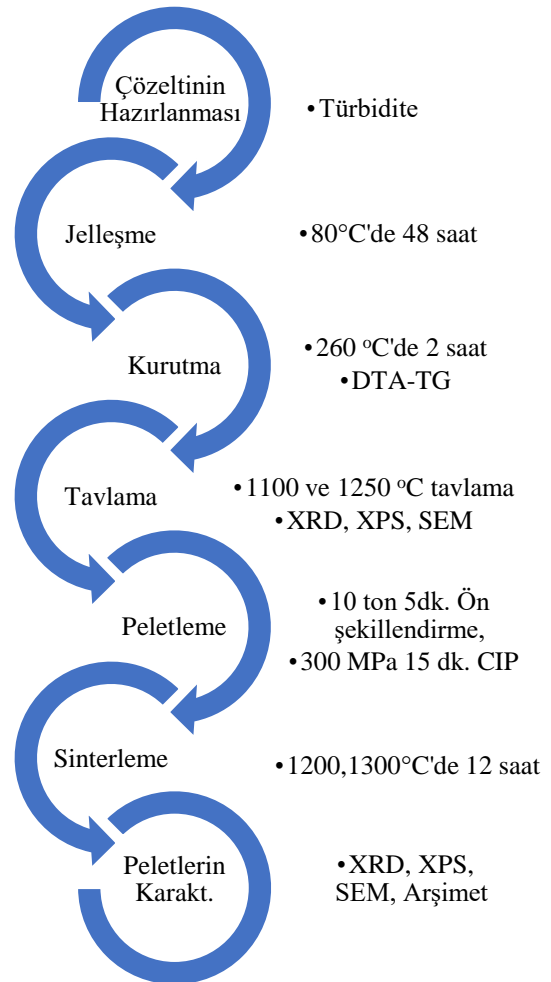 Çözeltinin
Hazırlanması
•Türbidite
Jelleşme
•80°C'de 48 saat
Kurutma
•260 °C'de 2 saat
•DTA-TG
Tavlama
•1100 ve 1250 °C tavlama
•XRD, XPS, SEM
Peletleme
•10 ton 5dk. Ön
şekillendirme,
•300 MPa 15 dk. CIP
Sinterleme
•1200,1300°C'de 12 saat
Peletlerin
Karakt.
•XRD, XPS,
SEM, Arşimet